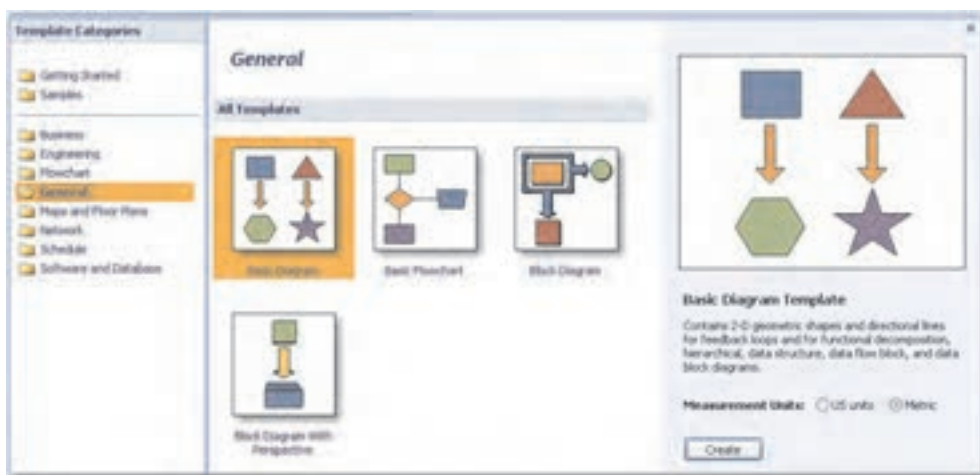 Template Categories
Getting Started
Samples
Business
Engineering
Flowchart
General
Maps and Floor Plans
Network
Schedule
Software and Database
General
All Templates
Basic Diagram
Basic Flowchart
Block Diagram
Block Diagram With
Perspective
Basic Diagram Template
Contains 2-D geometric shapes and directional lines
for feedback loops and for functional decomposition,
hierarchical, data structure, data flow block, and data
block diagrams.
Measurement Units: US units Metric
Create